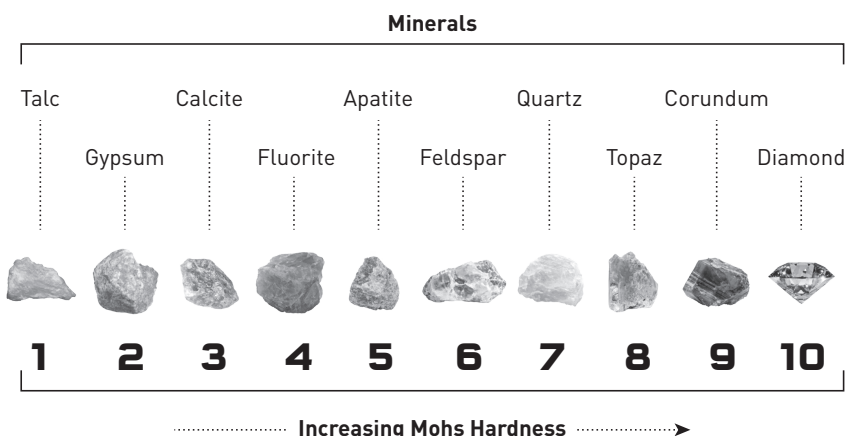 Minerals
Talc Calcite Apatite Quartz Corundum
Gypsum Fluorite Feldspar Topaz Diamond
1 2 3 4 5 6 7 8 9 10
Increasing Mohs Hardness